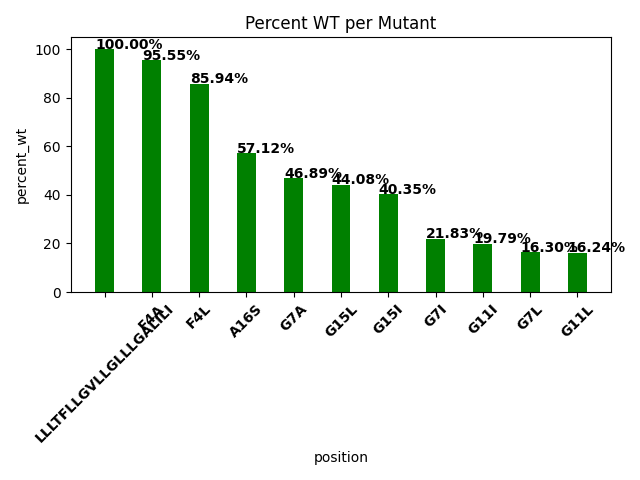 Percent WT per Mutant
percent_wt
100
80
60
40
20
0
100.00%
95.55%
85.94%
57.12%
46.89%
44.08%
40.35%
21.83%
19.79%
16.30%
16.24%
LLLTFLLGVLLGLLLGALILI
F4A
F4L
A16S
G7A
G15L
G15I
G7I
G11I
G7L
G11L
position